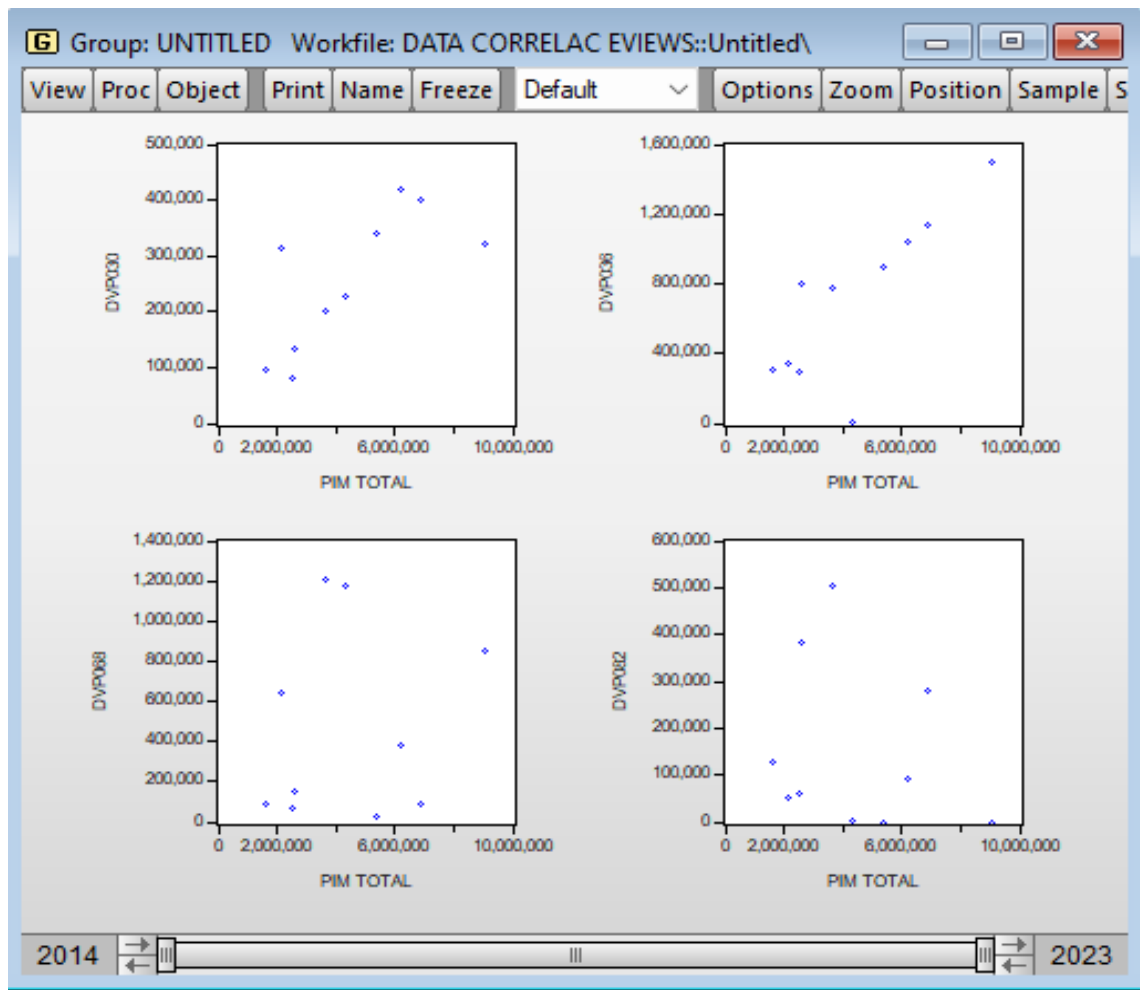 G Group: UNTITLED Workfile: DATA CORRELAC EVIEWS::Untitled\
View Proc Object Print Name Freeze Default Options Zoom Position Sample S
500,000
400,000
300,000
200,000
100,000
0
DVP030
0 2,000,000 6,000,000 10,000,000
PIM TOTAL
1,600,000
1,200,000
800,000
400,000
0
DVP036
0 2,000,000 6,000,000 10,000,000
PIM TOTAL
1,400,000
1,200,000
1,000,000
800,000
600,000
400,000
200,000
0
DVP068
0 2,000,000 6,000,000 10,000,000
PIM TOTAL
600,000
500,000
400,000
300,000
200,000
100,000
0
DVP082
0 2,000,000 6,000,000 10,000,000
PIM TOTAL
2014 2023